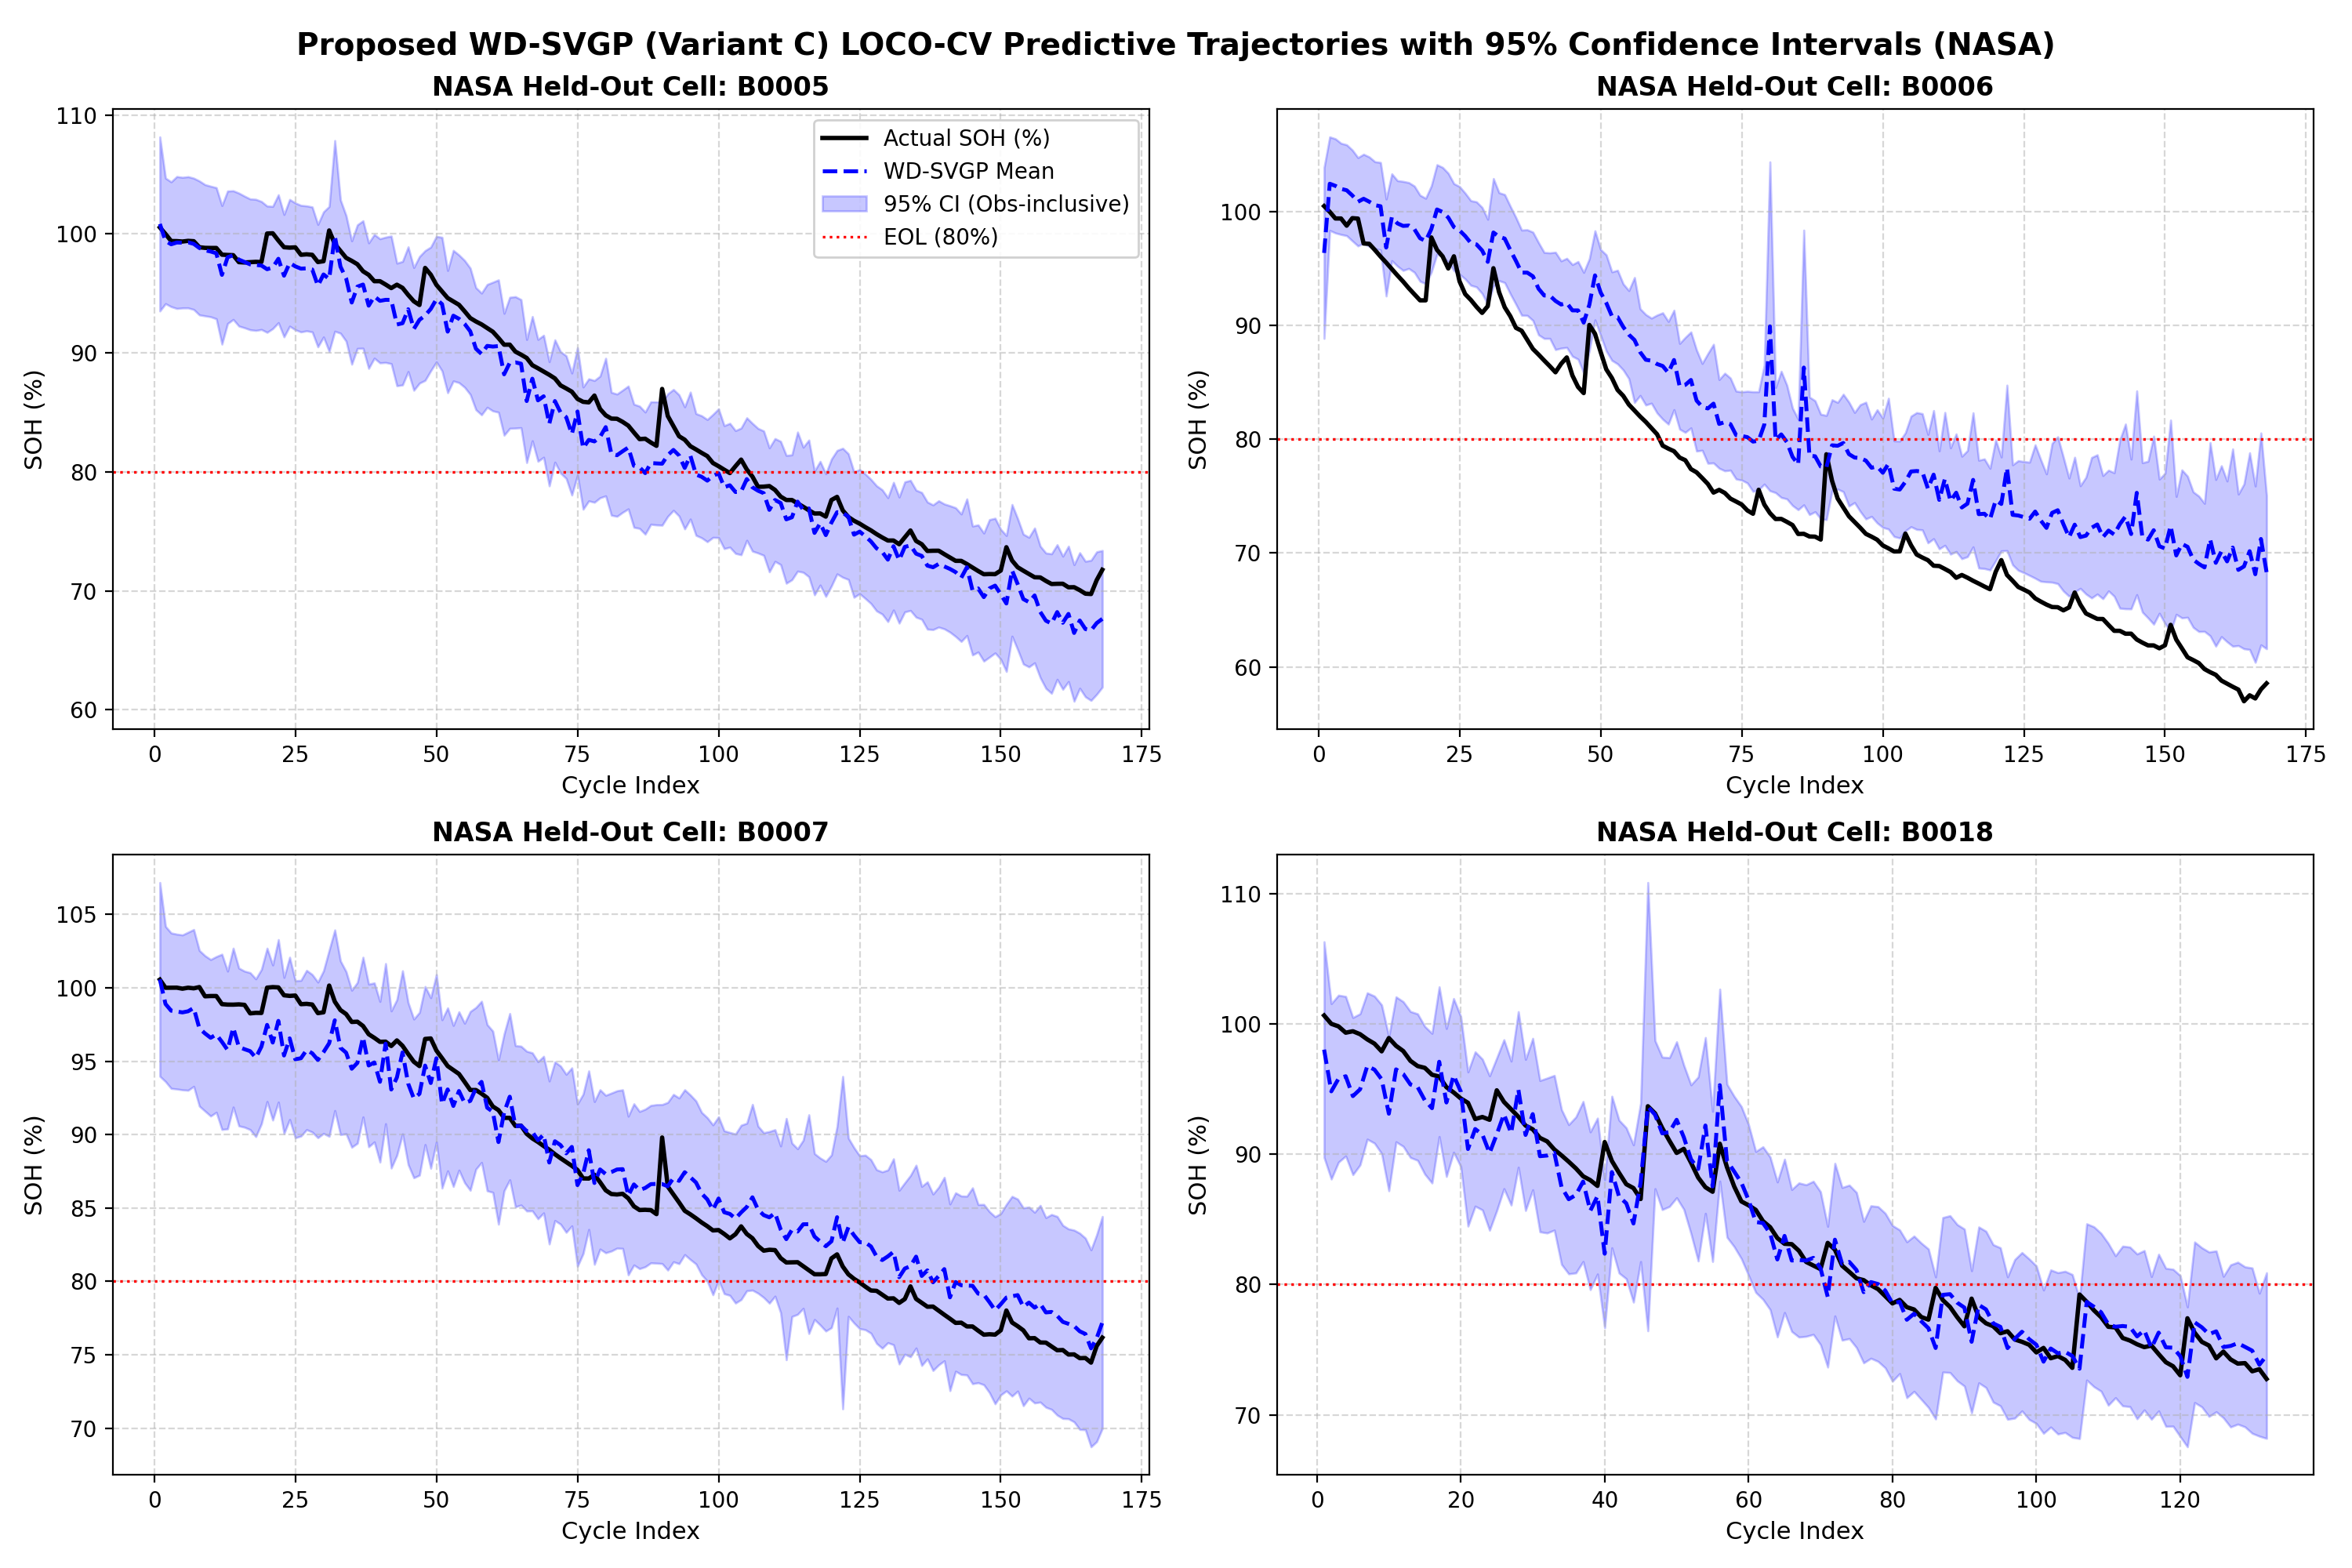 Proposed WD-SVGP (Variant C) LOCO-CV Predictive Trajectories with 95% Confidence Intervals (NASA)
NASA Held-Out Cell: B0005
110
100
90
80
70
60
SOH (%)
0 25 50 75 100 125 150 175
Cycle Index
Actual SOH (%)
WD-SVGP Mean
95% CI (Obs-inclusive)
EOL (80%)
NASA Held-Out Cell: B0006
100
90
80
70
60
SOH (%)
0 25 50 75 100 125 150 175
Cycle Index
NASA Held-Out Cell: B0007
105
100
95
90
85
80
75
70
SOH (%)
0 25 50 75 100 125 150 175
Cycle Index
NASA Held-Out Cell: B0018
110
100
90
80
70
SOH (%)
0 20 40 60 80 100 120
Cycle Index